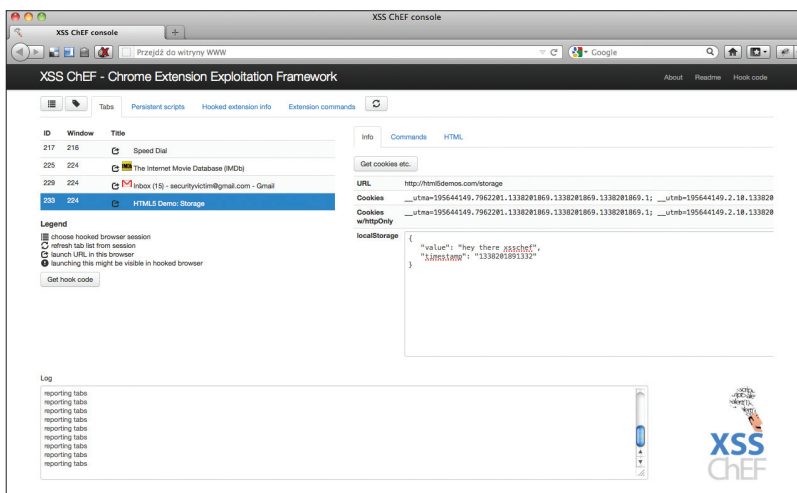 XSS ChEF console
XSS ChEF console
Przejdź do witryny WWW
Google
XSS ChEF - Chrome Extension Exploitation Framework
About Readme Hook code
Tabs Persistent scripts Hooked extension info Extension commands
ID Window Title
217 216 Speed Dial
225 224 The Internet Movie Database (IMDb)
229 224 Inbox (15) - securityvictim@gmail.com - Gmail
233 224 HTML5 Demo: Storage
Legend
choose hooked browser session
refresh tab list from session
launch URL in this browser
launching this might be visible in hooked browser
Get hook code
Info Commands HTML
Get cookies etc.
URL http://html5demos.com/storage
Cookies __utma=195644149.7962201.1338201869.1338201869.1338201869.1; __utmb=195644149.2.10.133820
Cookies w/httpOnly __utma=195644149.7962201.1338201869.1338201869.1338201869.1; __utmb=195644149.2.10.133820
localStorage {
"value": "hey there xsschef",
"timestamp": "1338201891332"
}
Log
reporting tabs
reporting tabs
reporting tabs
reporting tabs
reporting tabs
reporting tabs
reporting tabs
reporting tabs
reporting tabs
XSS
ChEF